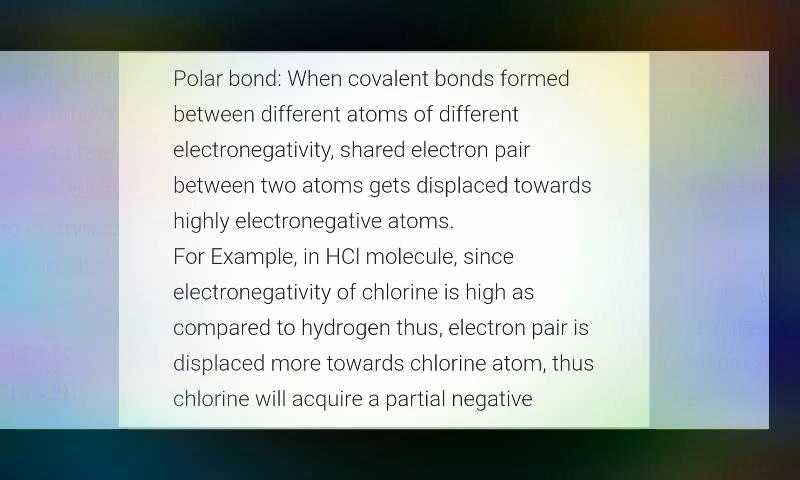 Polar bond: When covalent bonds formed
between different atoms of different
electronegativity, shared electron pair
between two atoms gets displaced towards
highly electronegative atoms.
For Example, in HCl molecule, since
electronegativity of chlorine is high as
compared to hydrogen thus, electron pair is
displaced more towards chlorine atom, thus
chlorine will acquire a partial negative